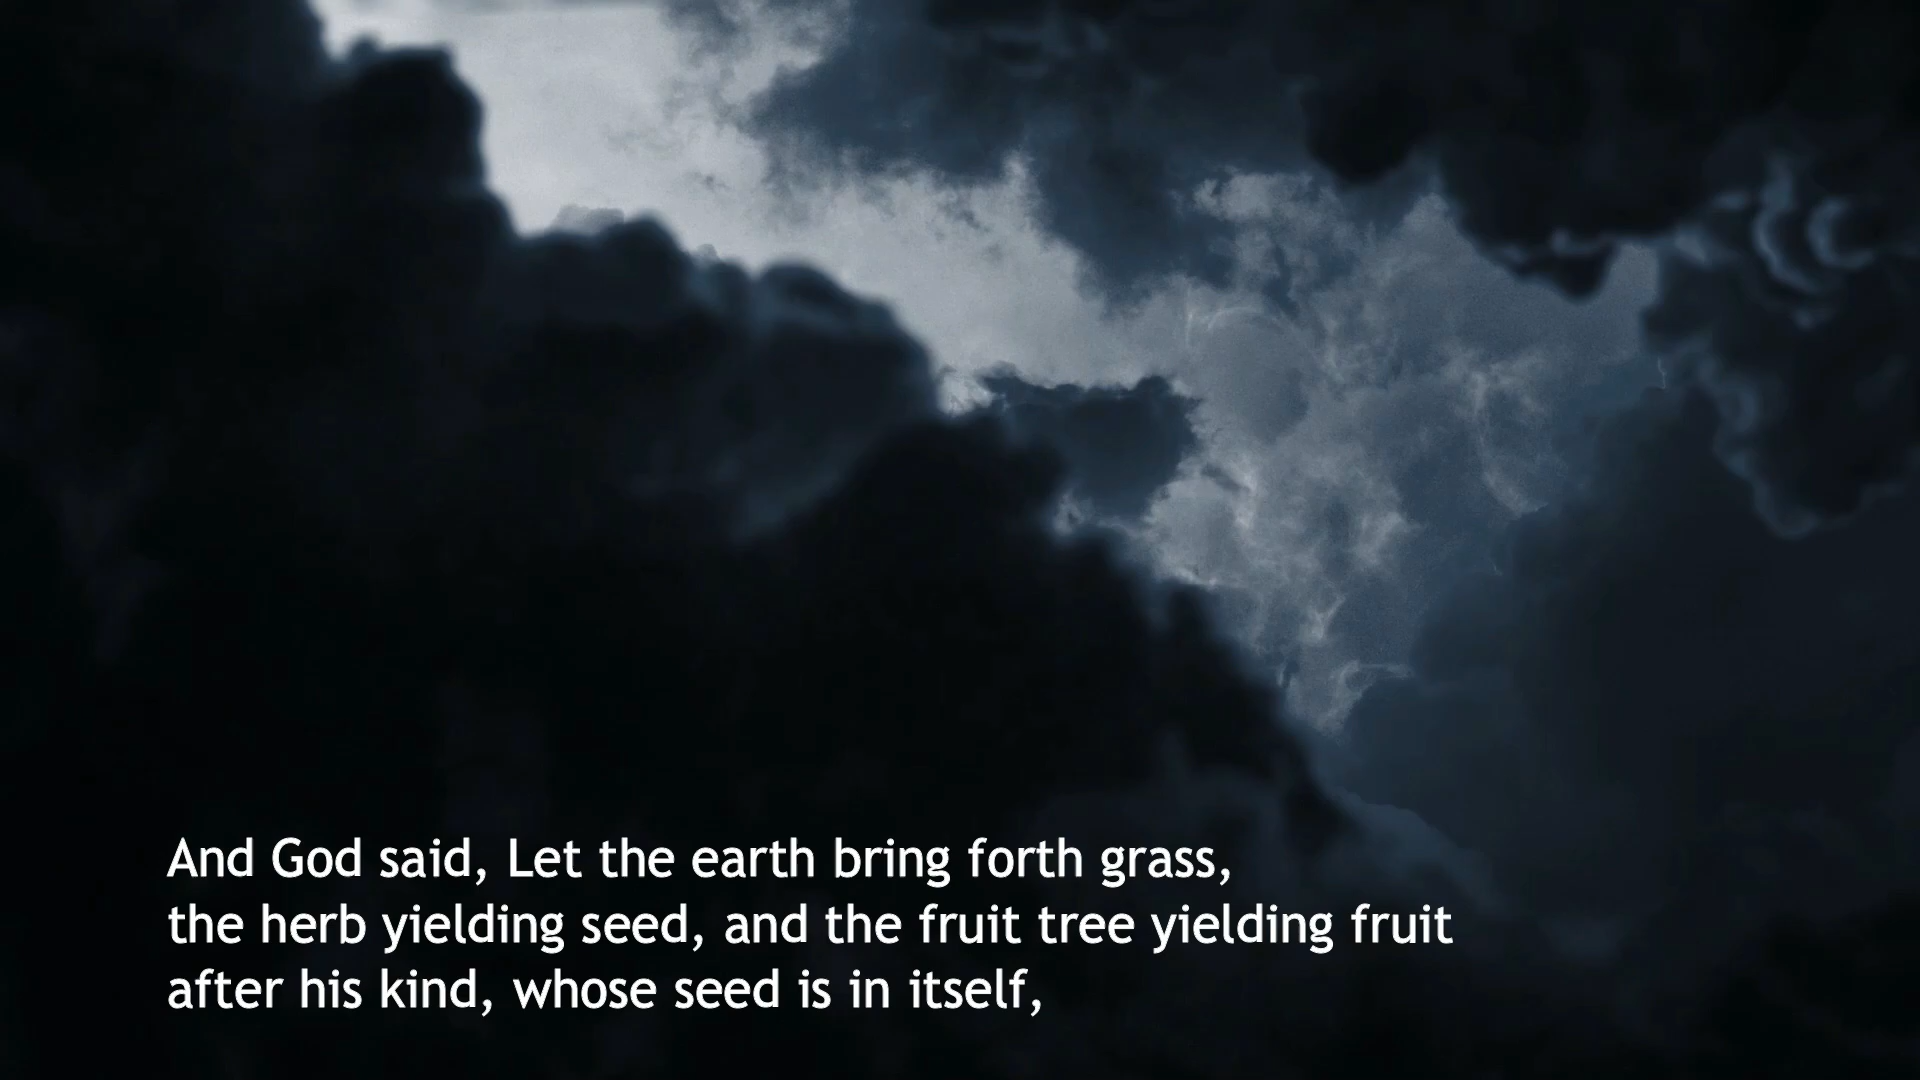 And God said, Let the earth bring forth grass,
the herb yielding seed, and the fruit tree yielding fruit
after his kind, whose seed is in itself,